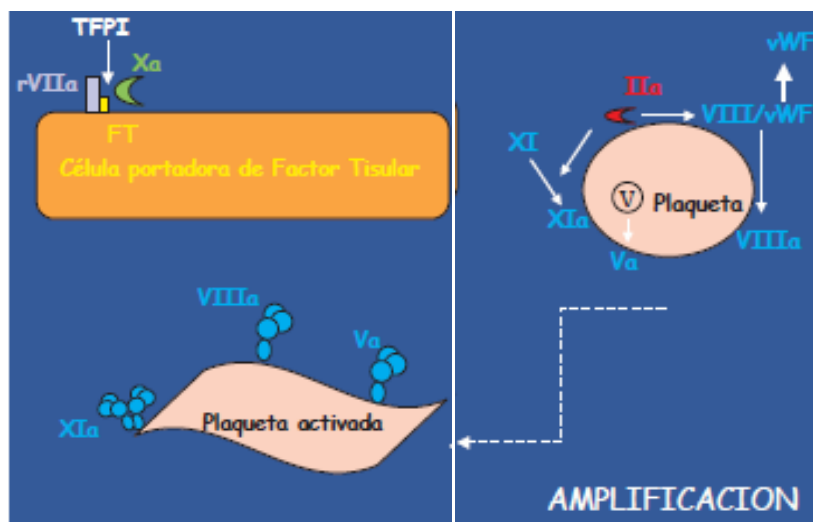 TFPI
Xa
rVIIa
FT
Célula portadora de Factor Tisular
VIIIa
Va
XIa
Plaqueta activada
vWF
IIa
VIII/vWF
XI
V Plaqueta
XIa
VIIIa
Va
AMPLIFICACION